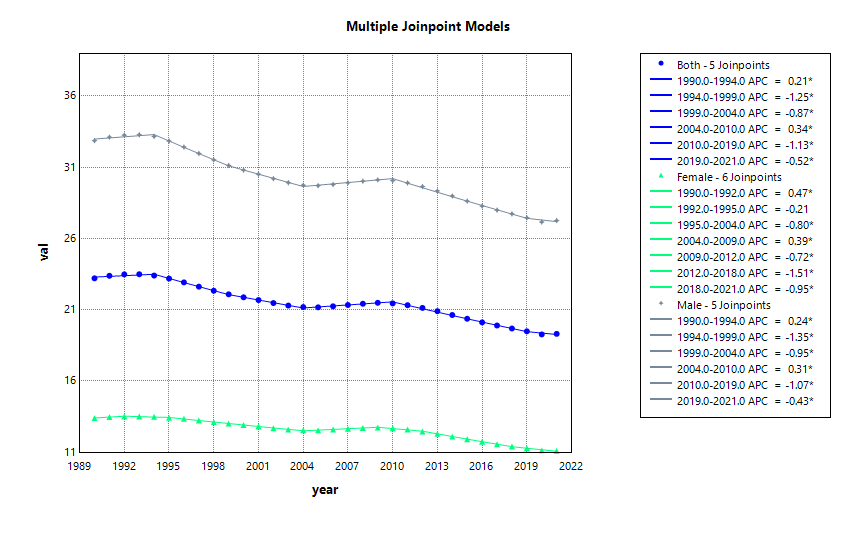 Multiple Joinpoint Models
val
36
31
26
21
16
11
1989 1992 1995 1998 2001 2004 2007 2010 2013 2016 2019 2022
year
Both - 5 Joinpoints
1990.0-1994.0 APC = 0.21*
1994.0-1999.0 APC = -1.25*
1999.0-2004.0 APC = -0.87*
2004.0-2010.0 APC = 0.34*
2010.0-2019.0 APC = -1.13*
2019.0-2021.0 APC = -0.52*
Female - 6 Joinpoints
1990.0-1992.0 APC = 0.47*
1992.0-1995.0 APC = -0.21
1995.0-2004.0 APC = -0.80*
2004.0-2009.0 APC = 0.39*
2009.0-2012.0 APC = -0.72*
2012.0-2018.0 APC = -1.51*
2018.0-2021.0 APC = -0.95*
Male - 5 Joinpoints
1990.0-1994.0 APC = 0.24*
1994.0-1999.0 APC = -1.35*
1999.0-2004.0 APC = -0.95*
2004.0-2010.0 APC = 0.31*
2010.0-2019.0 APC = -1.07*
2019.0-2021.0 APC = -0.43*